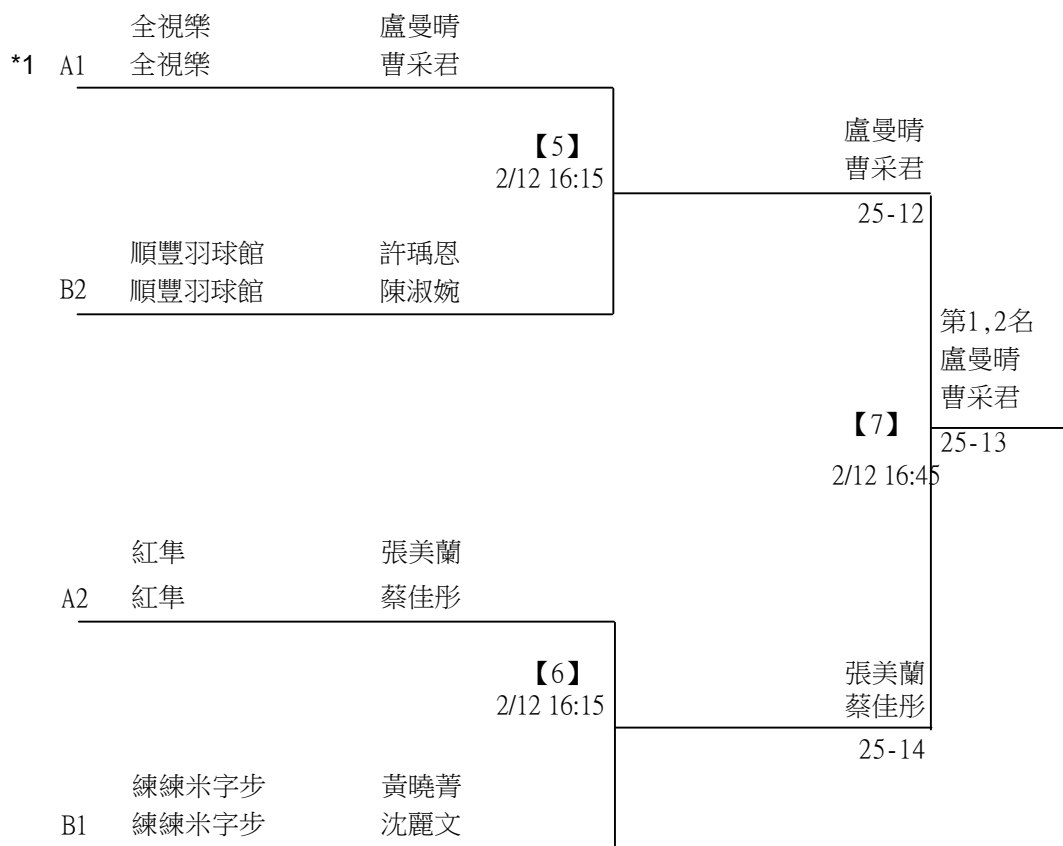 全視樂 盧曼晴
*1 A1 全視樂 曹采君
【5】
2/12 16:15
盧曼晴
曹采君
25-12
順豐羽球館 許瑀恩
B2 順豐羽球館 陳淑婉
第1,2名
盧曼晴
曹采君
【7】
25-13
2/12 16:45
紅隼 張美蘭
A2 紅隼 蔡佳彤
【6】
2/12 16:15
張美蘭
蔡佳彤
25-14
練練米字步 黃曉菁
B1 練練米字步 沈麗文